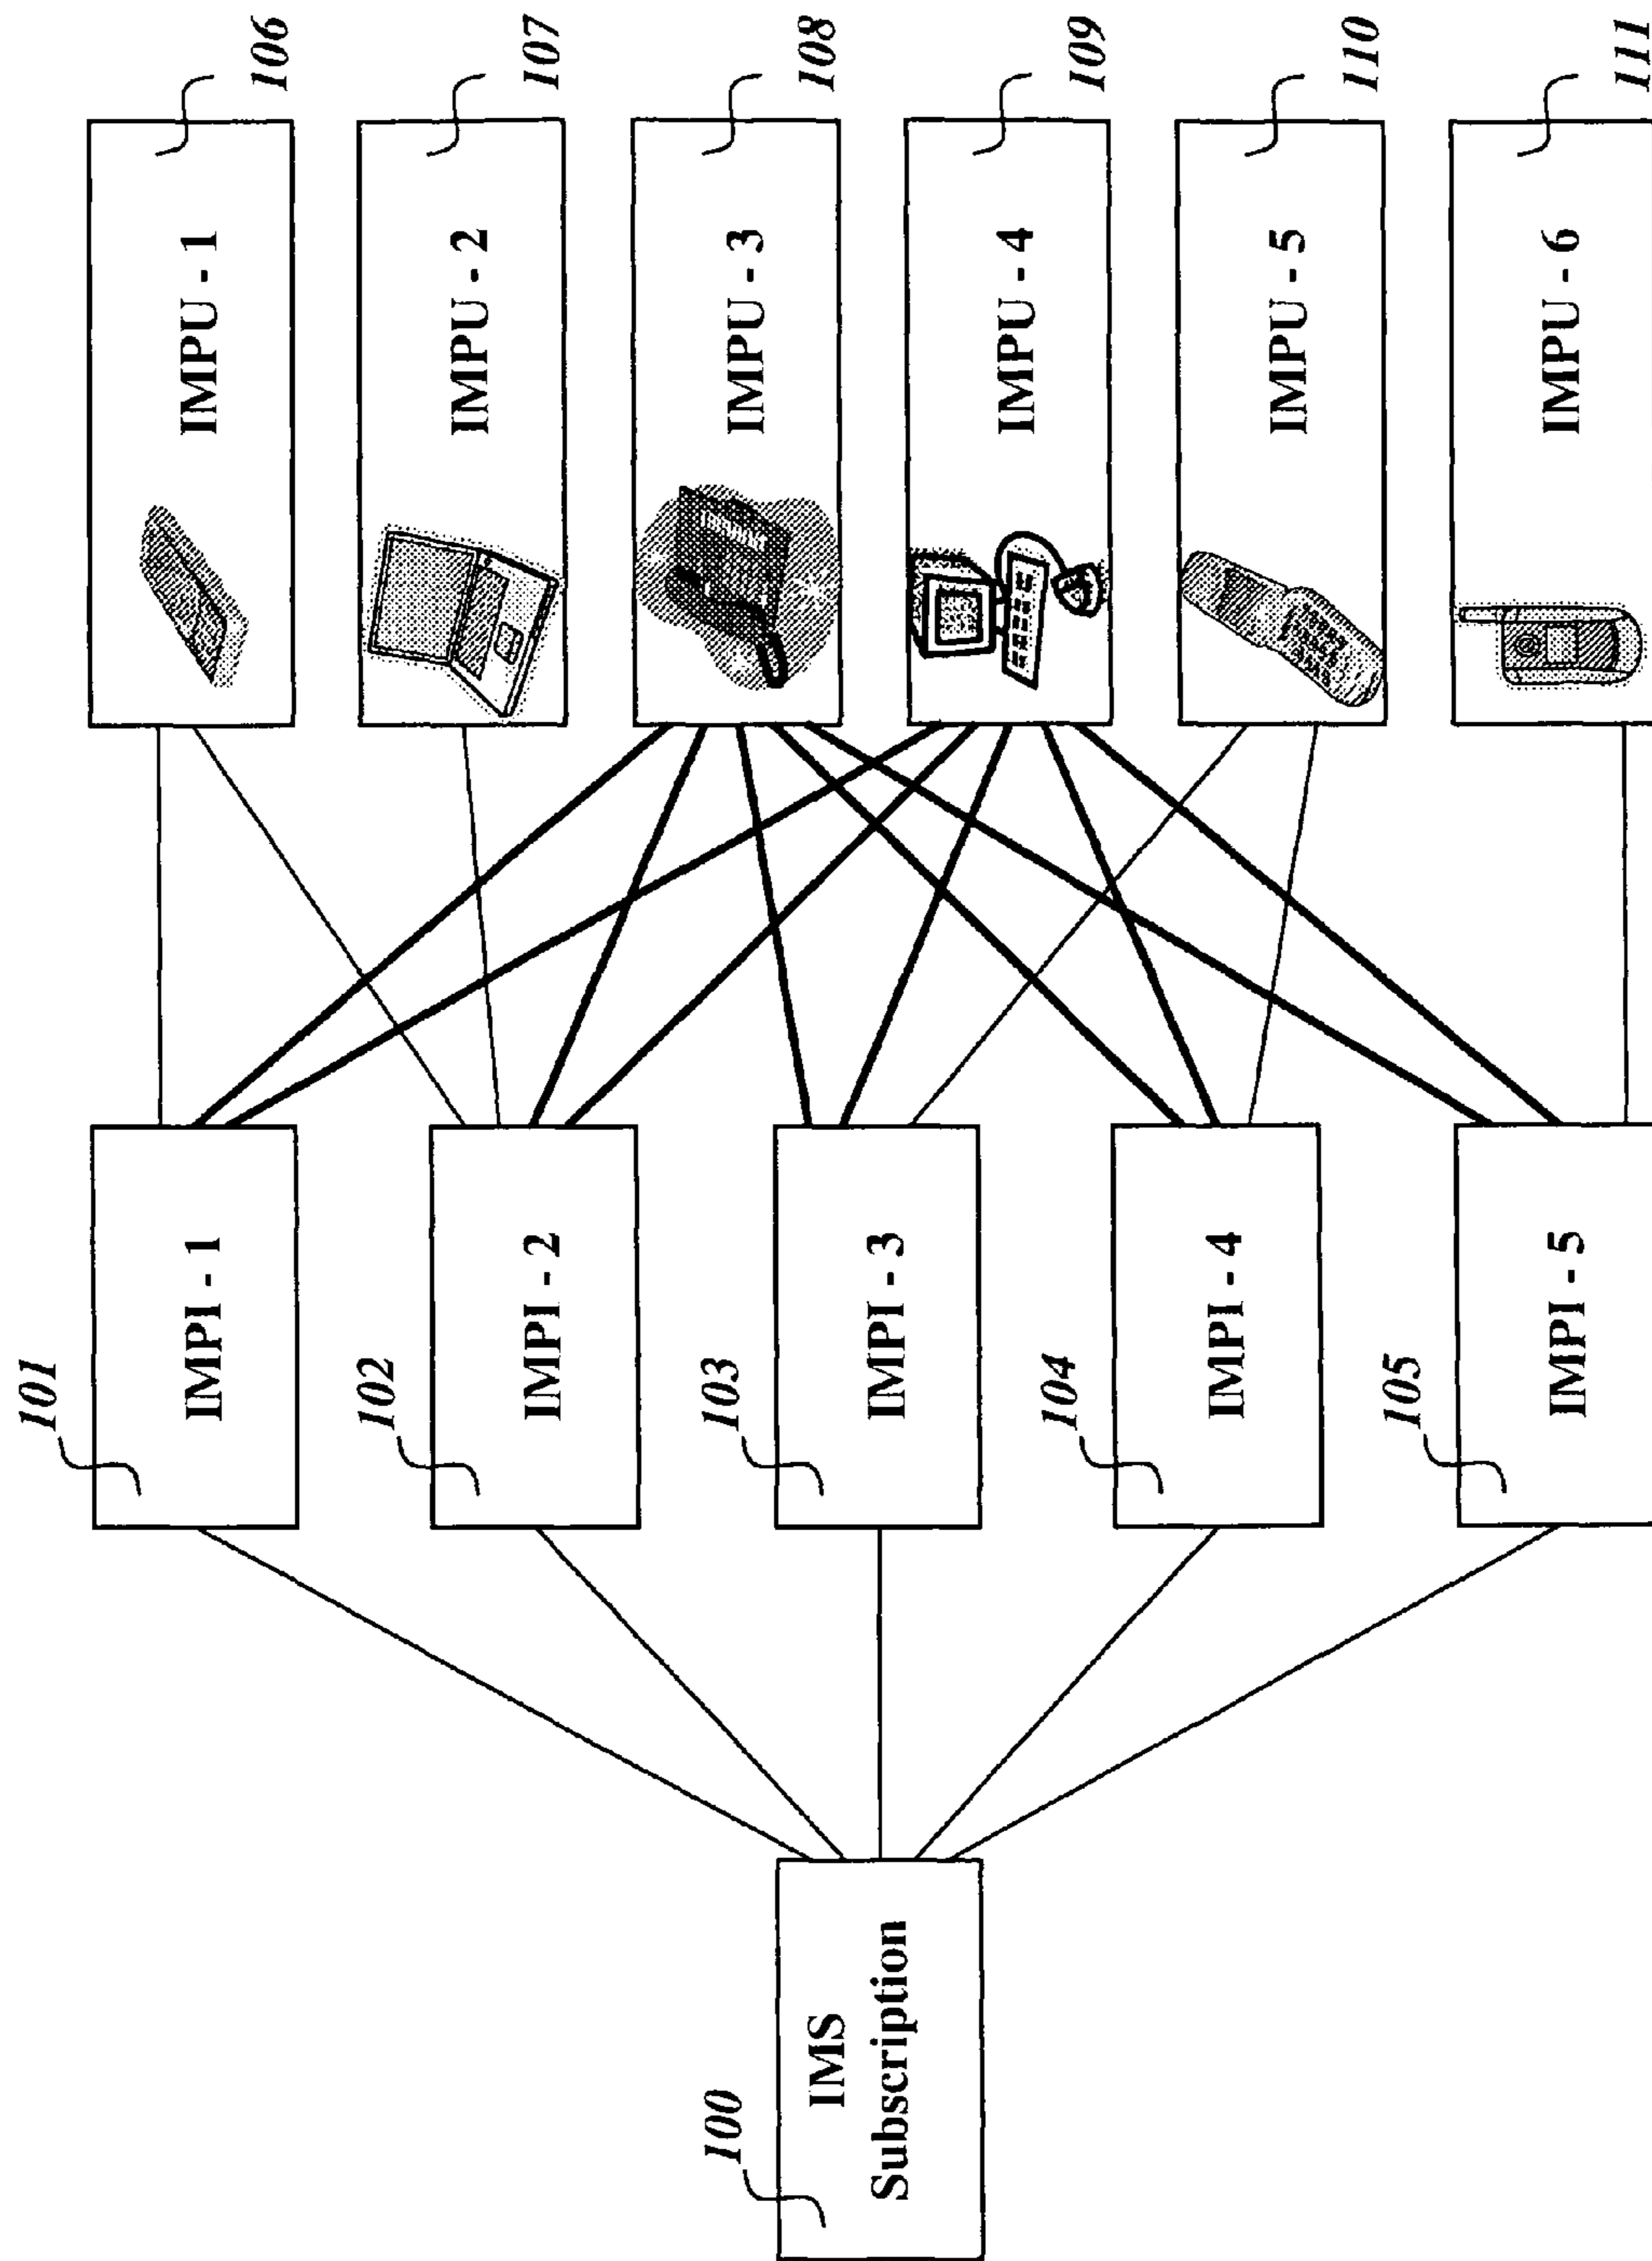 100
IMS
Subscription
101
IMPI - 1
102
IMPI - 2
103
IMPI - 3
104
IMPI - 4
105
IMPI - 5
IMPU - 1
106
IMPU - 2
107
IMPU - 3
108
IMPU - 4
109
IMPU - 5
110
IMPU - 6
111